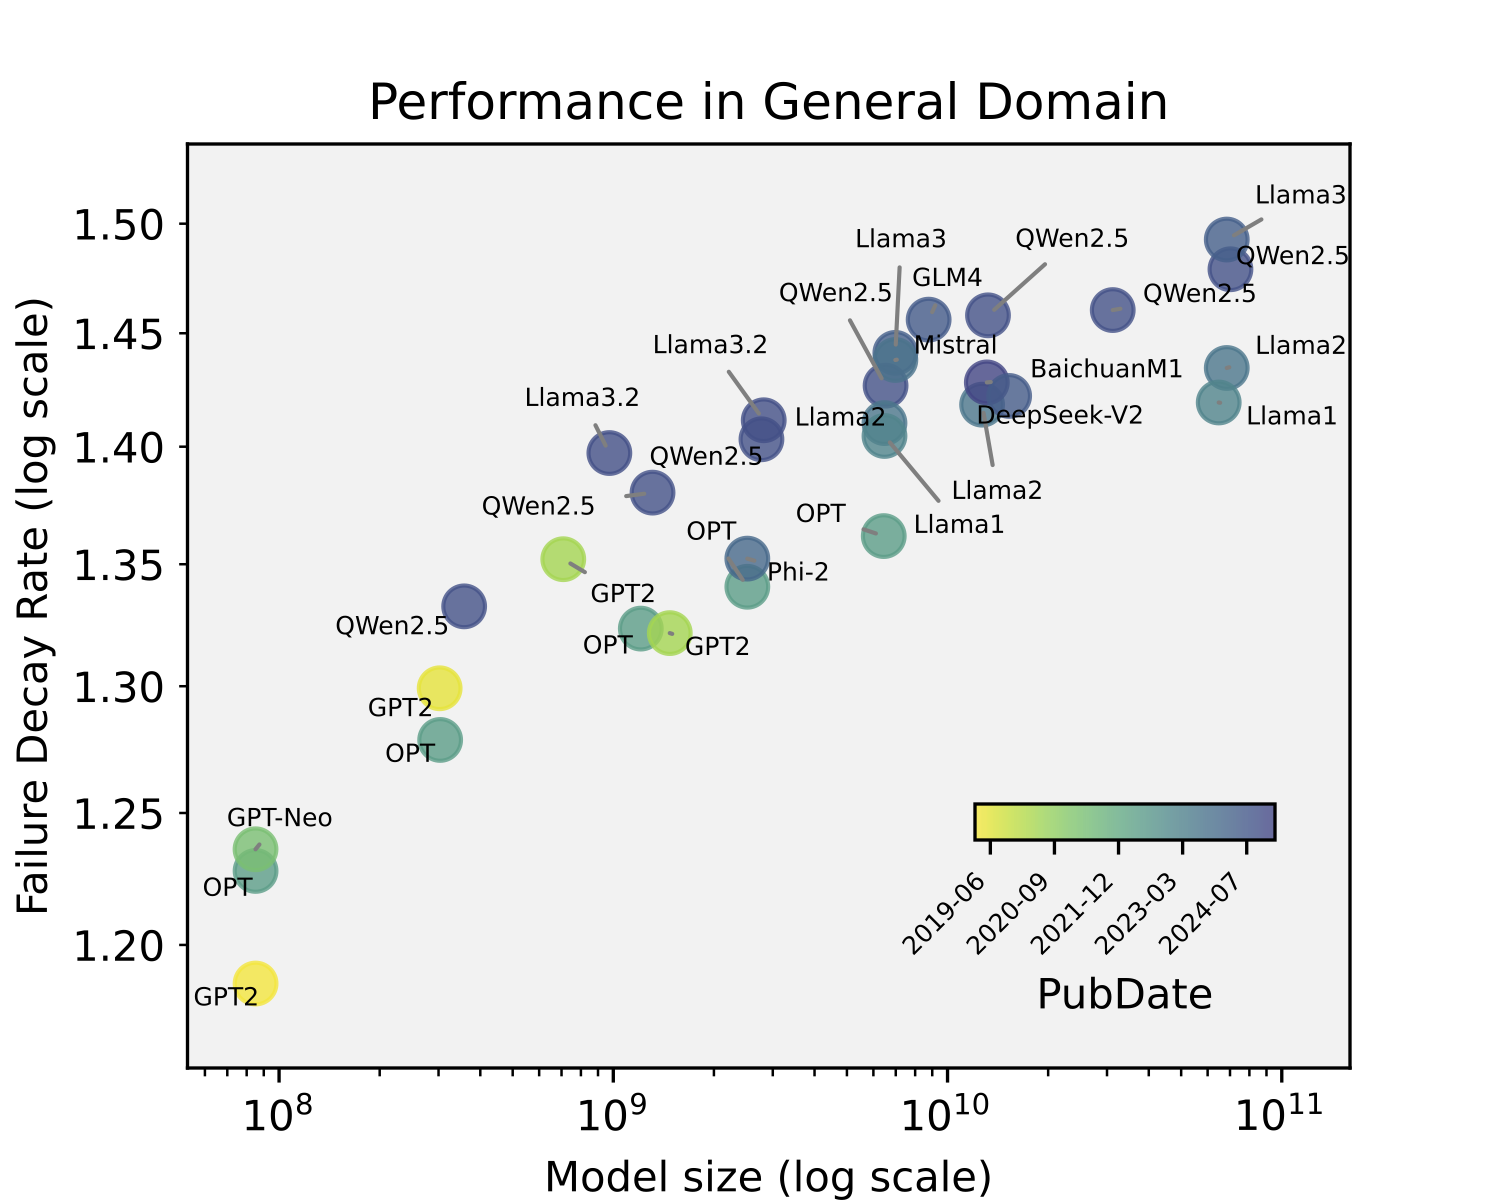 Performance in General Domain
Failure Decay Rate (log scale)
1.50
1.45
1.40
1.35
1.30
1.25
1.20
Llama3
QWen2.5
Llama3
QWen2.5
GLM4
QWen2.5
QWen2.5
Llama3.2
Mistral
Llama2
BaichuanM1
Llama3.2
Llama2
DeepSeek-V2
Llama1
QWen2.5
QWen2.5
Llama2
OPT
Llama1
OPT
Phi-2
GPT2
QWen2.5
OPT
GPT2
GPT2
OPT
GPT-Neo
OPT
GPT2
2019-06
2020-09
2021-12
2023-03
2024-07
PubDate
10⁸
10⁹
10¹⁰
10¹¹
Model size (log scale)